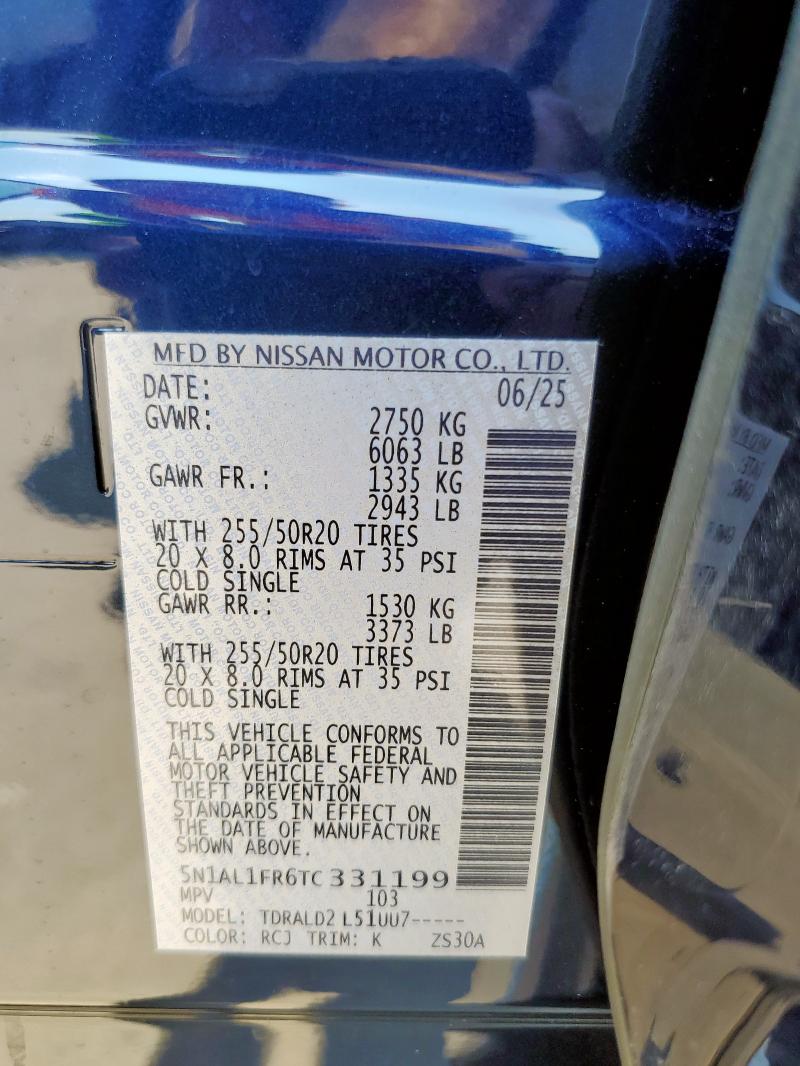 MFD BY NISSAN MOTOR CO., LTD.
DATE: 06/25
GVWR: 2750 KG
6063 LB
GAWR FR.: 1335 KG
2943 LB
WITH 255/50R20 TIRES
20 X 8.0 RIMS AT 35 PSI
COLD SINGLE
GAWR RR.: 1530 KG
3373 LB
WITH 255/50R20 TIRES
20 X 8.0 RIMS AT 35 PSI
COLD SINGLE
THIS VEHICLE CONFORMS TO
ALL APPLICABLE FEDERAL
MOTOR VEHICLE SAFETY AND
THEFT PREVENTION
STANDARDS IN EFFECT ON
THE DATE OF MANUFACTURE
SHOWN ABOVE.
5N1AL1FR6TC 331199
MPV 103
MODEL: TDRALD2 L51UU7-----
COLOR: RCJ TRIM: K ZS30A